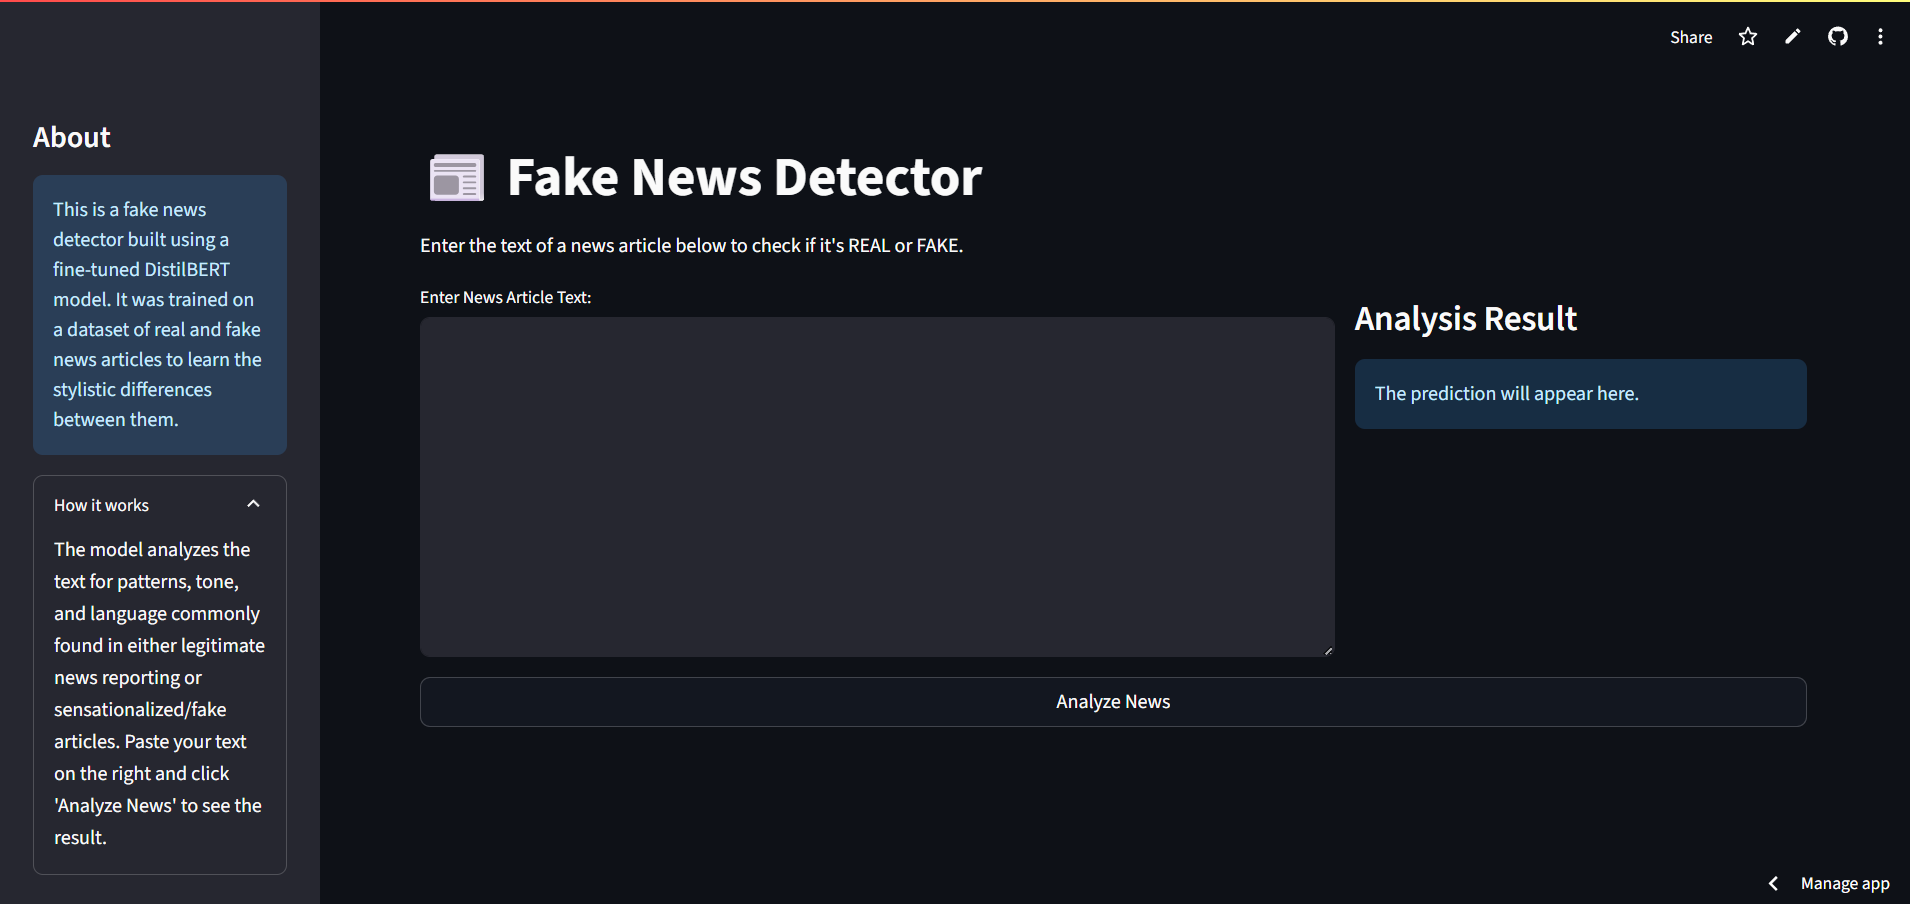 Share
About
This is a fake news
detector built using a
fine-tuned DistilBERT
model. It was trained on
a dataset of real and fake
news articles to learn the
stylistic differences
between them.
How it works
The model analyzes the
text for patterns, tone,
and language commonly
found in either legitimate
news reporting or
sensationalized/fake
articles. Paste your text
on the right and click
'Analyze News' to see the
result.
Fake News Detector
Enter the text of a news article below to check if it's REAL or FAKE.
Enter News Article Text:
Analysis Result
The prediction will appear here.
Analyze News
Manage app